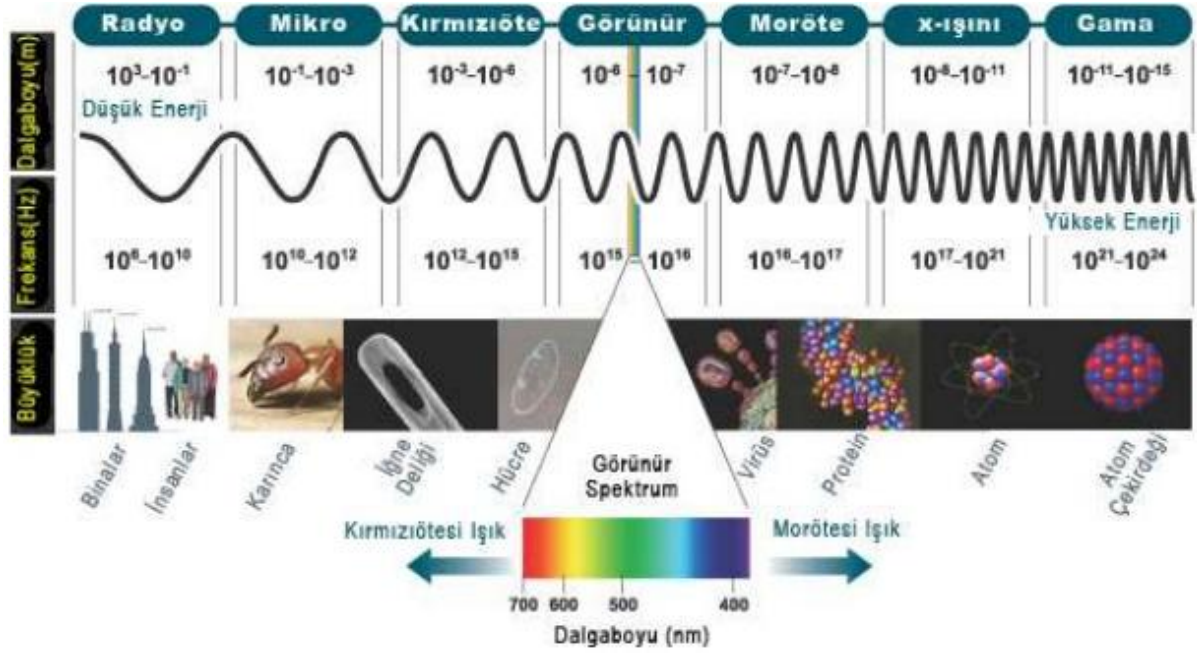 Radyo
Mikro
Kırmızıöte
Görünür
Moröte
x-ışını
Gama
Dalgaboyu(m)
10³-10⁻¹
10⁻¹-10⁻³
10⁻³-10⁻⁶
10⁻⁶ - 10⁻⁷
10⁻⁷-10⁻⁸
10⁻⁸-10⁻¹¹
10⁻¹¹-10⁻¹⁵
Düşük Enerji
Yüksek Enerji
Frekans(Hz)
10⁶-10¹⁰
10¹⁰-10¹²
10¹²-10¹⁵
10¹⁵ - 10¹⁶
10¹⁶-10¹⁷
10¹⁷-10²¹
10²¹-10²⁴
Büyüklük
Binalar
İnsanlar
Karınca
İğne
Deliği
Hücre
Virüs
Protein
Atom
Atom
Çekirdeği
Görünür
Spektrum
Kırmızıötesi Işık
Morötesi Işık
700 600 500 400
Dalgaboyu (nm)